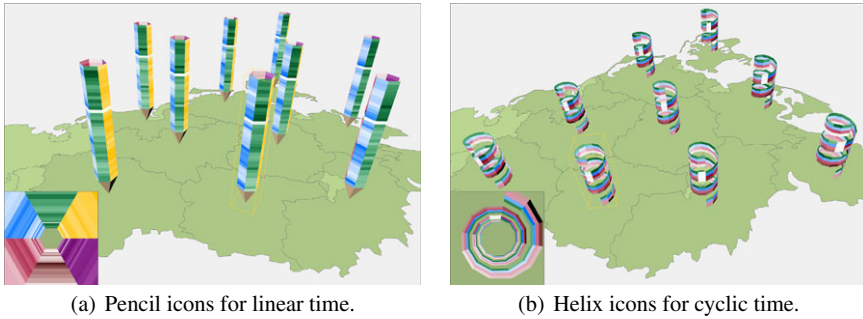 (a) Pencil icons for linear time.
(b) Helix icons for cyclic time.